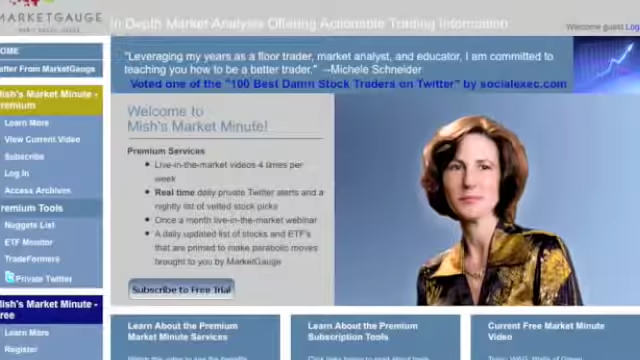 MARKETGAUGE
In Depth Market Analysis Offering Actionable Trading Information
Welcome guest Log
HOME
etter From MarketGauge
"Leveraging my years as a floor trader, market analyst, and educator, I am committed to
teaching you how to be a better trader." --Michele Schneider
Voted one of the "100 Best Damn Stock Traders on Twitter" by socialexec.com
Mish's Market Minute -
Premium
Learn More
View Current Video
Subscribe
Log In
Access Archives
Premium Tools
Nuggets List
ETF Monitor
TradeFormers
Private Twitter
Mish's Market Minute -
Free
Learn More
Register
Welcome to
Mish's Market Minute!
Premium Services
Live-in-the-market videos 4 times per
week
Real time daily private Twitter alerts and a
nightly list of vetted stock picks
Once a month live-in-the-market webinar
A daily updated list of stocks and ETF's
that are primed to make parabolic moves
brought to you by MarketGauge
Subscribe to Free Trial
Learn About the Premium
Market Minute Services
Learn About the Premium
Subscription Tools
Current Free Market Minute
Video